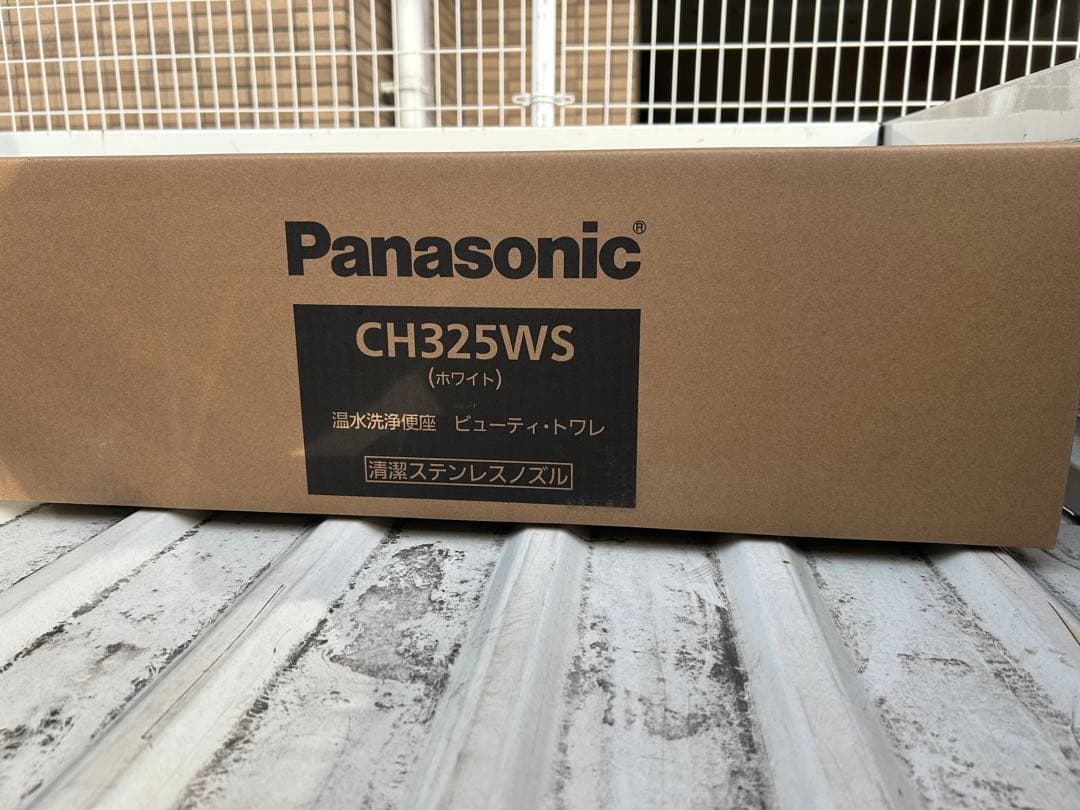 Panasonic®
CH325WS
(ホワイト)
温水洗浄便座 ビューティ・トワレ
清潔ステンレスノズル